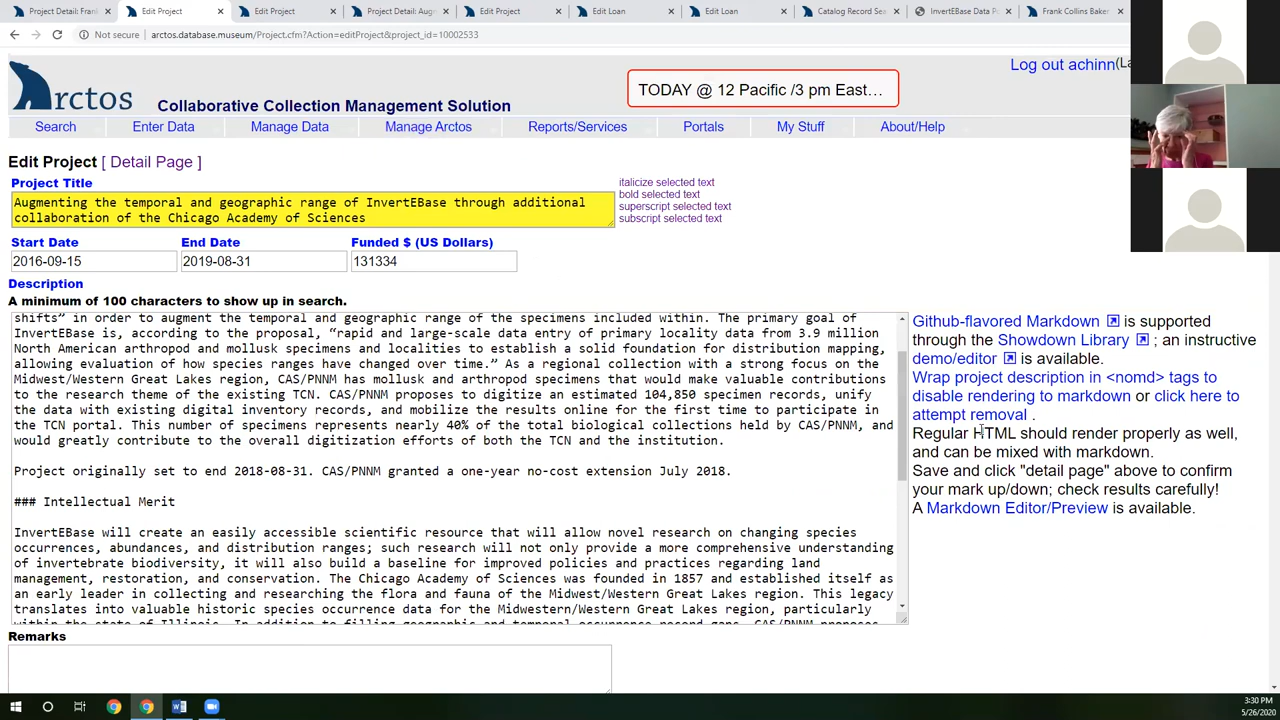 Project Detail: Frank
Edit Project
Edit Project
Project Detail: Aug
Edit Project
Edit Loan
Edit Loan
Catalog Record Sea
InvertEBase Data Po
Frank Collins Baker
Not secure | arctos.database.museum/Project.cfm?Action=editProject&project_id=10002533
Log out achinn(La
Arctos Collaborative Collection Management Solution
TODAY @ 12 Pacific /3 pm East…
Search Enter Data Manage Data Manage Arctos Reports/Services Portals My Stuff About/Help
Edit Project [ Detail Page ]
Project Title
Augmenting the temporal and geographic range of InvertEBase through additional
collaboration of the Chicago Academy of Sciences
italicize selected text
bold selected text
superscript selected text
subscript selected text
Start Date End Date Funded $ (US Dollars)
2016-09-15 2019-08-31 131334
Description
A minimum of 100 characters to show up in search.
shifts” in order to augment the temporal and geographic range of the specimens included within. The primary goal of
InvertEBase is, according to the proposal, “rapid and large-scale data entry of primary locality data from 3.9 million
North American arthropod and mollusk specimens and localities to establish a solid foundation for distribution mapping,
allowing evaluation of how species ranges have changed over time.” As a regional collection with a strong focus on the
Midwest/Western Great Lakes region, CAS/PNNM has mollusk and arthropod specimens that would make valuable contributions
to the research theme of the existing TCN. CAS/PNNM proposes to digitize an estimated 104,850 specimen records, unify
the data with existing digital inventory records, and mobilize the results online for the first time to participate in
the TCN portal. This number of specimens represents nearly 40% of the total biological collections held by CAS/PNNM, and
would greatly contribute to the overall digitization efforts of both the TCN and the institution.
Project originally set to end 2018-08-31. CAS/PNNM granted a one-year no-cost extension July 2018.
### Intellectual Merit
InvertEBase will create an easily accessible scientific resource that will allow novel research on changing species
occurrences, abundances, and distribution ranges; such research will not only provide a more comprehensive understanding
of invertebrate biodiversity, it will also build a baseline for improved policies and practices regarding land
management, restoration, and conservation. The Chicago Academy of Sciences was founded in 1857 and established itself as
an early leader in collecting and researching the flora and fauna of the Midwest/Western Great Lakes region. This legacy
translates into valuable historic species occurrence data for the Midwestern/Western Great Lakes region, particularly
within the state of Illinois. In addition to filling geographic and temporal occurrence record gaps, CAS/PNNM proposes
Github-flavored Markdown is supported
through the Showdown Library ; an instructive
demo/editor is available.
Wrap project description in <nomd> tags to
disable rendering to markdown or click here to
attempt removal .
Regular HTML should render properly as well,
and can be mixed with markdown.
Save and click "detail page" above to confirm
your mark up/down; check results carefully!
A Markdown Editor/Preview is available.
Remarks
3:30 PM
5/26/2020